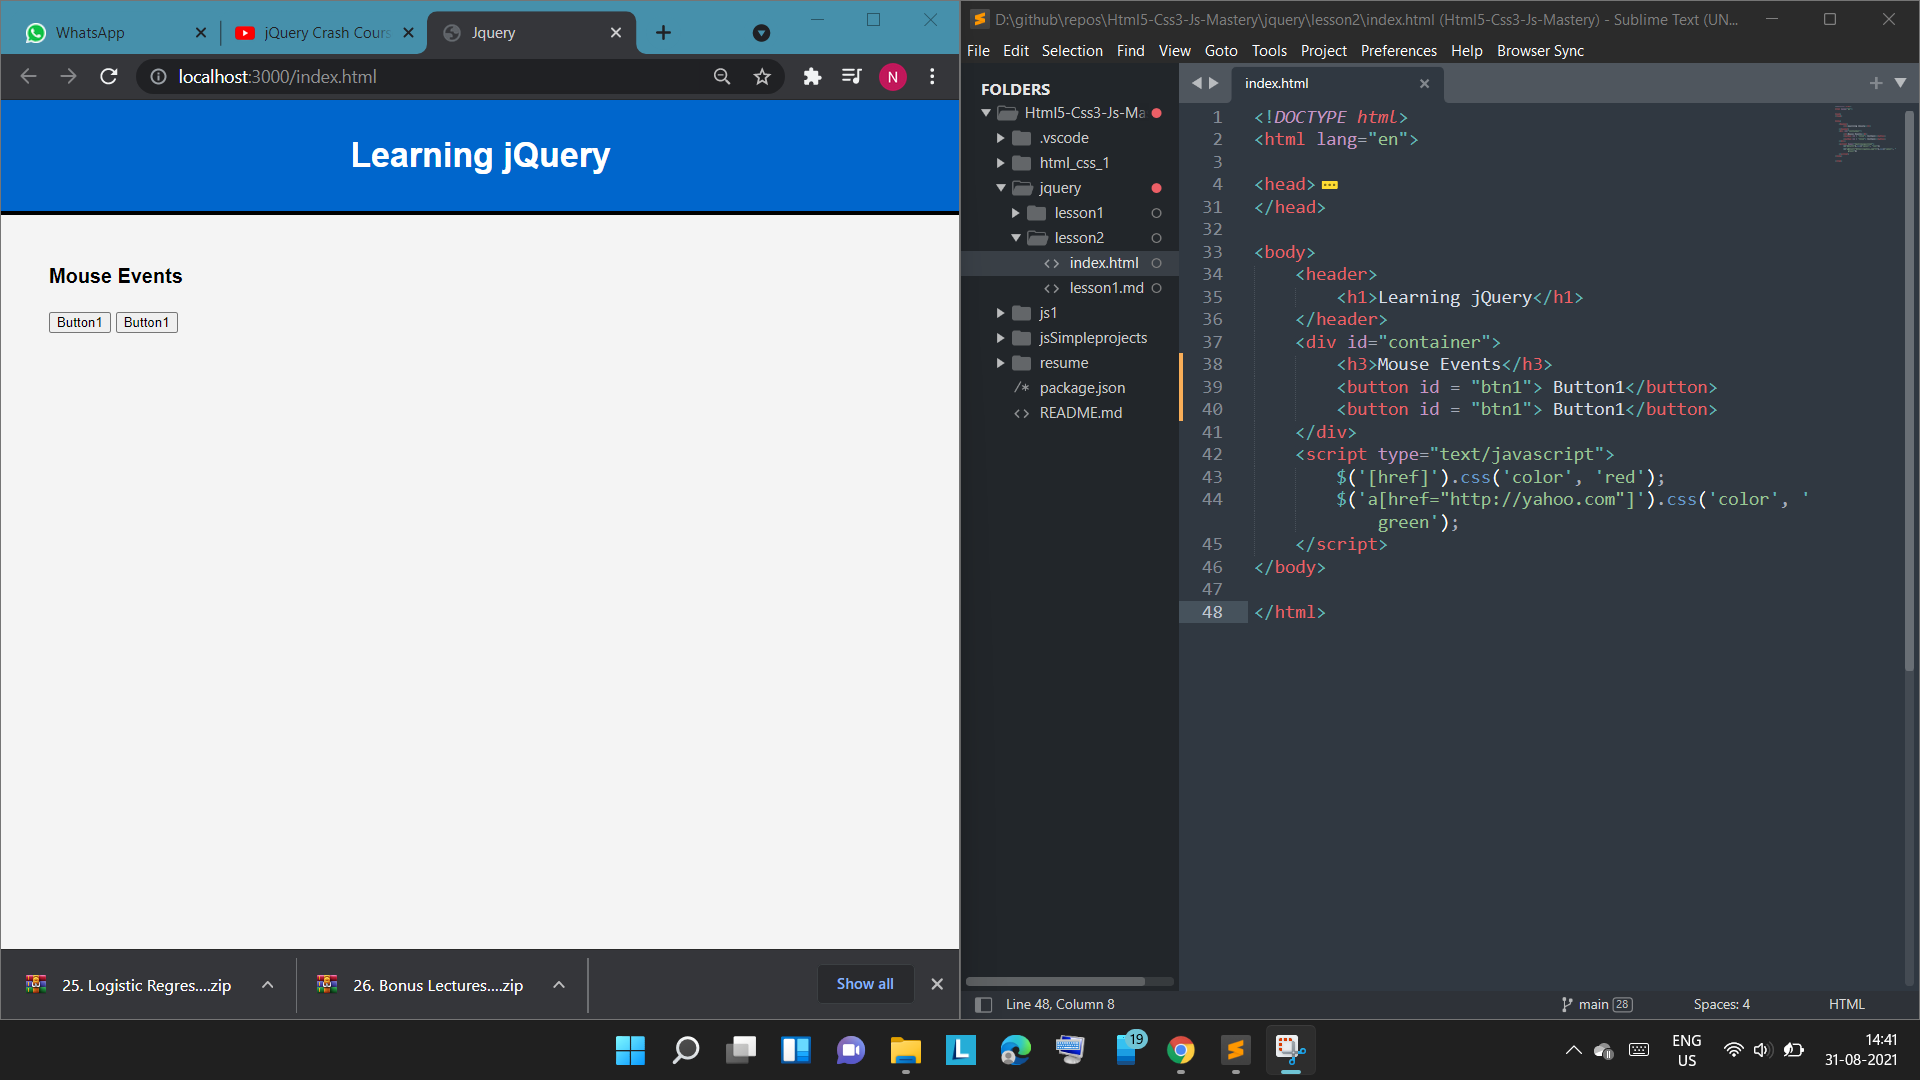 WhatsApp
jQuery Crash Cours
Jquery
localhost:3000/index.html
N
Learning jQuery
Mouse Events
Button1 Button1
25. Logistic Regres....zip
26. Bonus Lectures....zip
Show all
D:\github\repos\Html5-Css3-Js-Mastery\jquery\lesson2\index.html (Html5-Css3-Js-Mastery) - Sublime Text (UN...
File Edit Selection Find View Goto Tools Project Preferences Help Browser Sync
FOLDERS
Html5-Css3-Js-Ma
.vscode
html_css_1
jquery
lesson1
lesson2
<> index.html
<> lesson1.md
js1
jsSimpleprojects
resume
/* package.json
<> README.md
index.html
1 <!DOCTYPE html>
2 <html lang="en">
3
4 <head>
31 </head>
32
33 <body>
34 <header>
35 <h1>Learning jQuery</h1>
36 </header>
37 <div id="container">
38 <h3>Mouse Events</h3>
39 <button id = "btn1"> Button1</button>
40 <button id = "btn1"> Button1</button>
41 </div>
42 <script type="text/javascript">
43 $('[href]').css('color', 'red');
44 $('a[href="http://yahoo.com"]').css('color', '
green');
45 </script>
46 </body>
47
48 </html>
Line 48, Column 8
main 28
Spaces: 4
HTML
L
19
ENG
US
14:41
31-08-2021